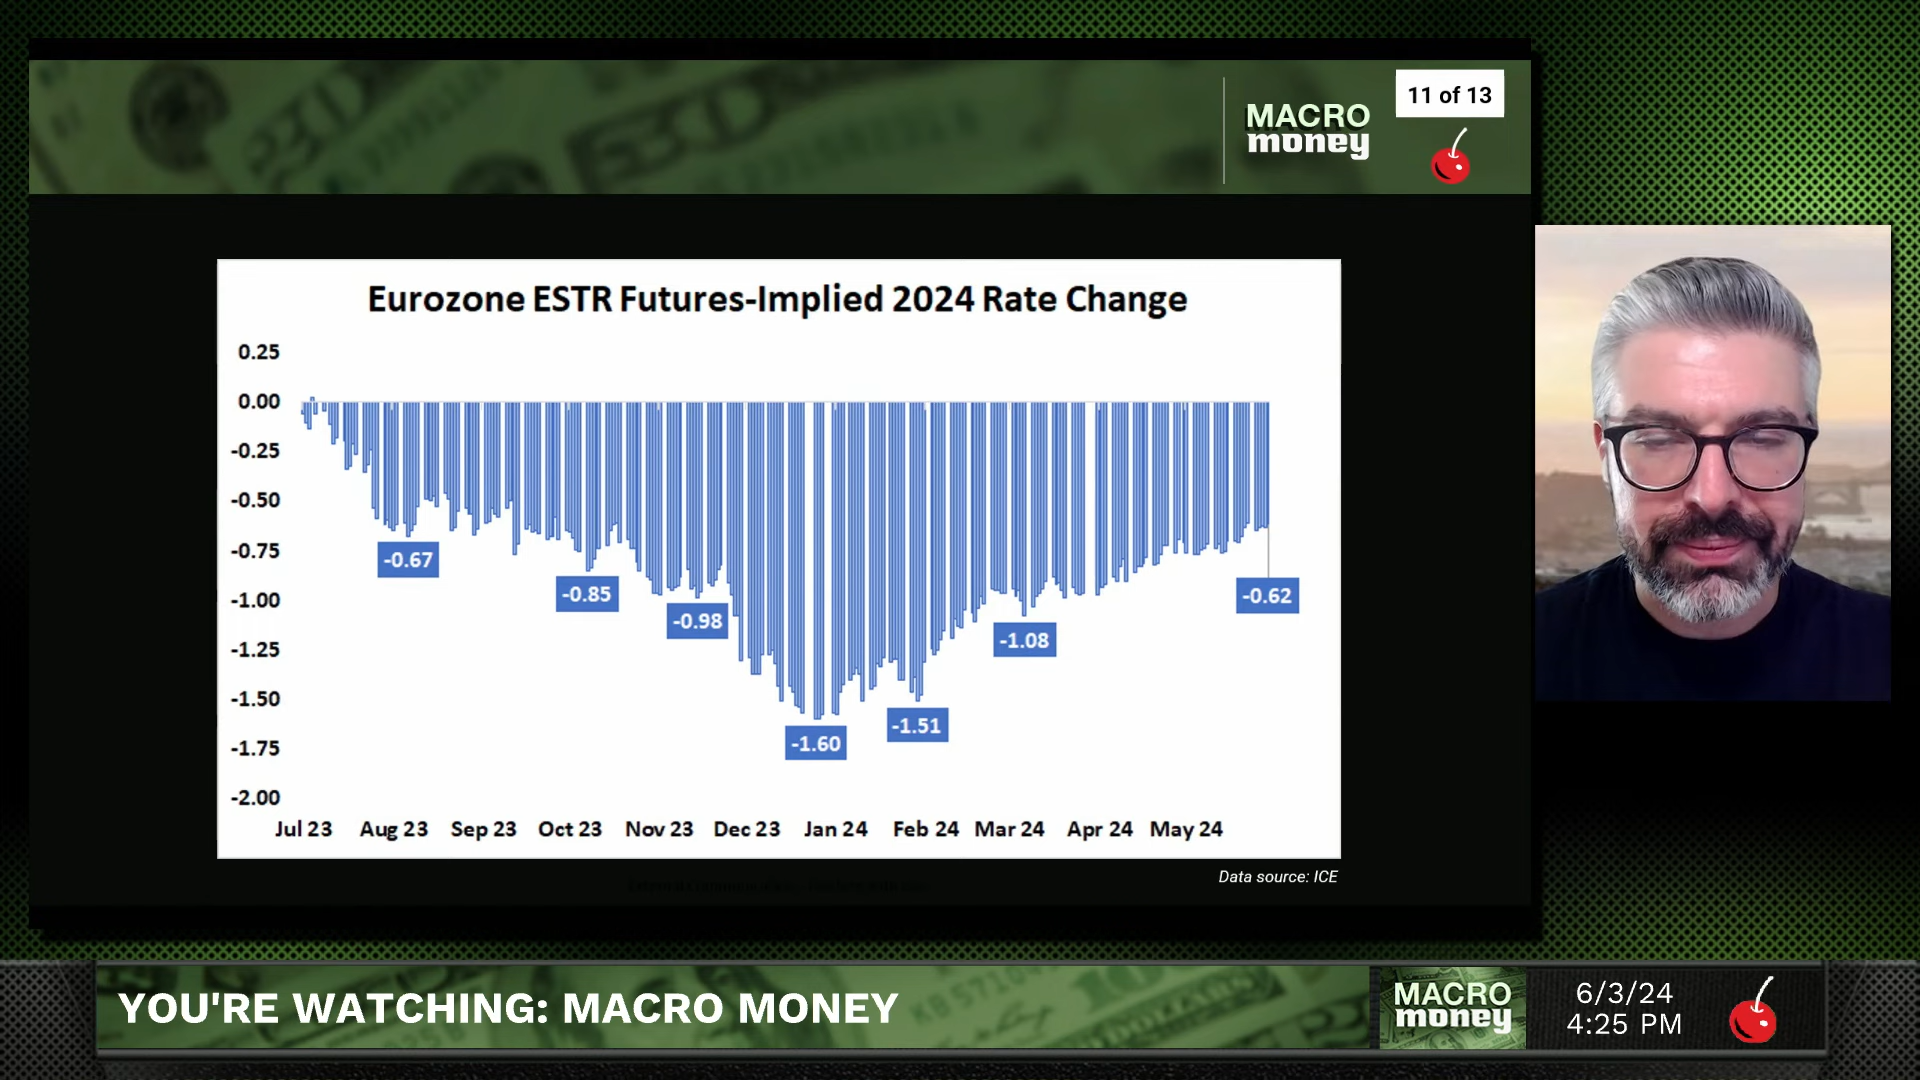 MACRO
money
11 of 13
Eurozone ESTR Futures-Implied 2024 Rate Change
0.25
0.00
-0.25
-0.50
-0.75
-1.00
-1.25
-1.50
-1.75
-2.00
-0.67
-0.85
-0.98
-1.60
-1.51
-1.08
-0.62
Jul 23 Aug 23 Sep 23 Oct 23 Nov 23 Dec 23 Jan 24 Feb 24 Mar 24 Apr 24 May 24
Data source: ICE
YOU'RE WATCHING: MACRO MONEY
MACRO
money
6/3/24
4:25 PM